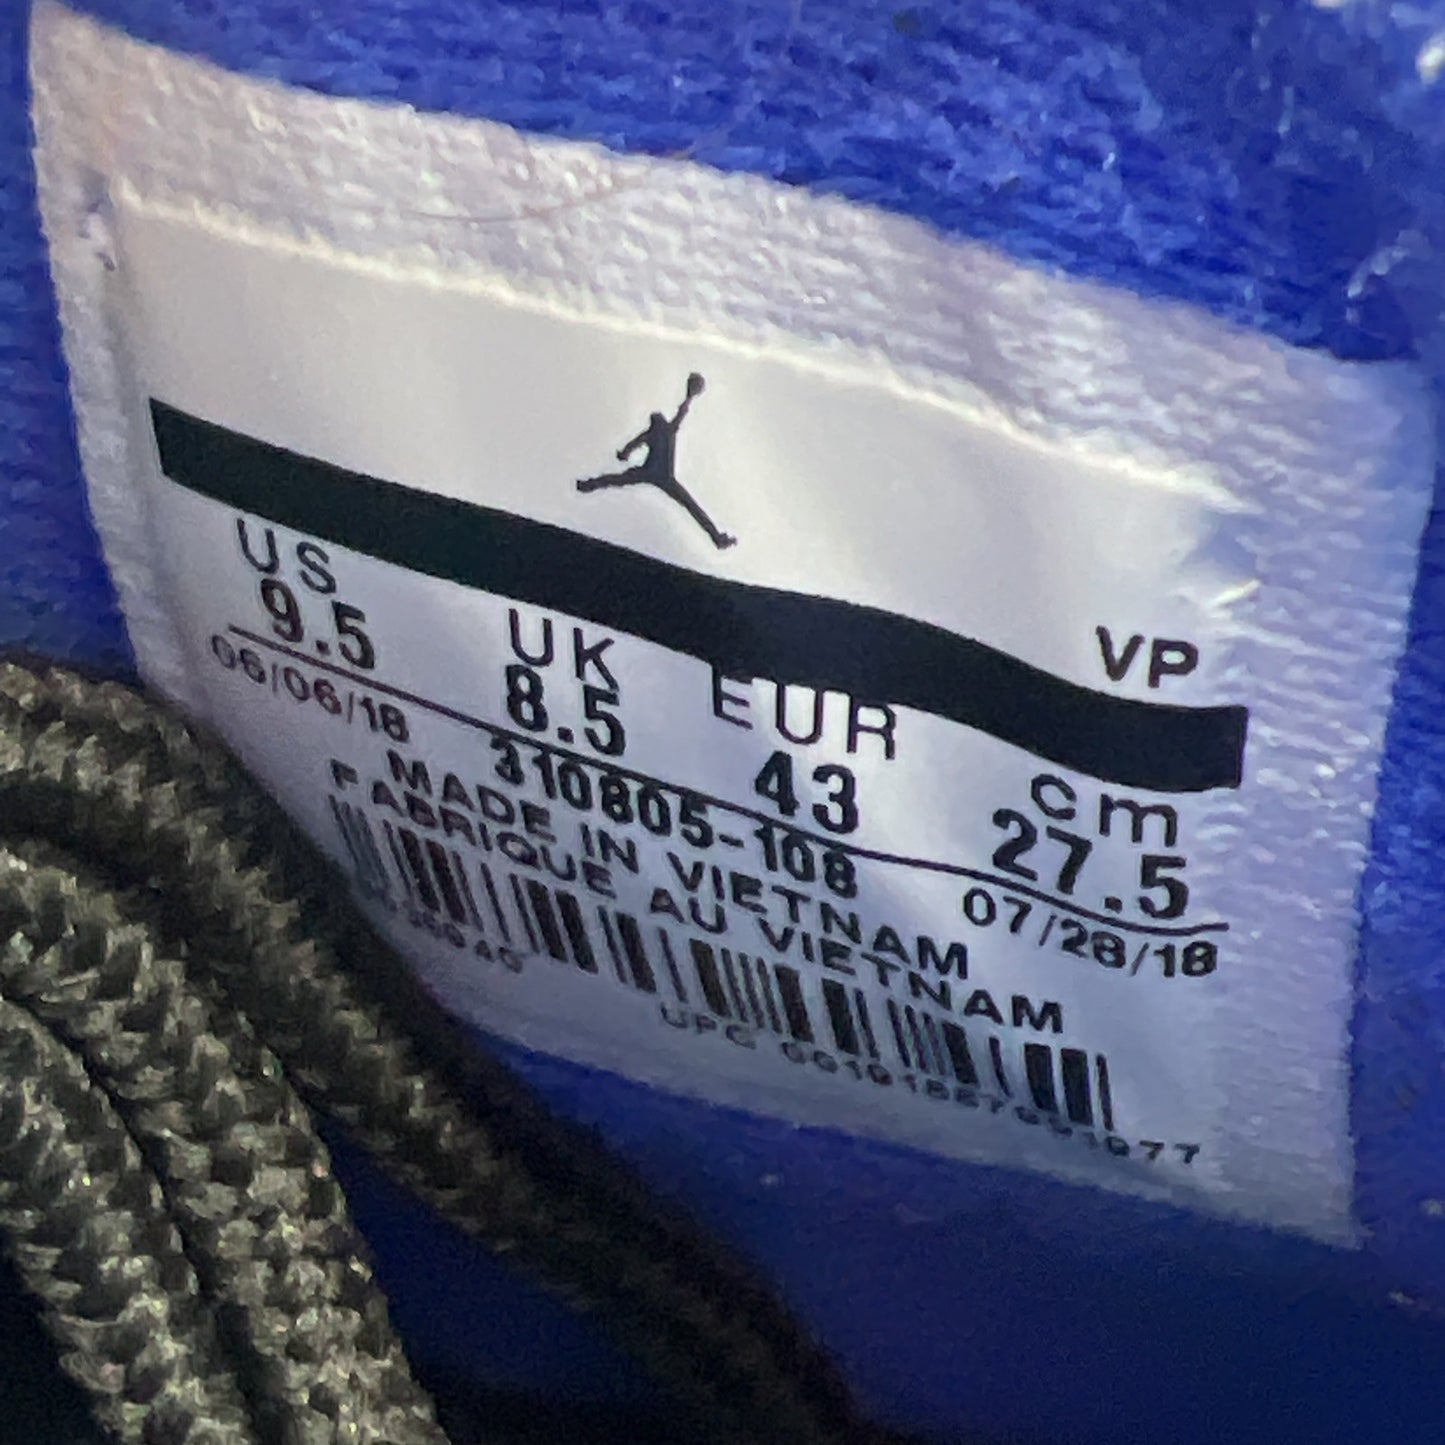 VP
US UK EUR cm
9.5 8.5 43 27.5
06/06/18 310805-108 07/28/18
MADE IN VIETNAM
FABRIQUE AU VIETNAM
UPC